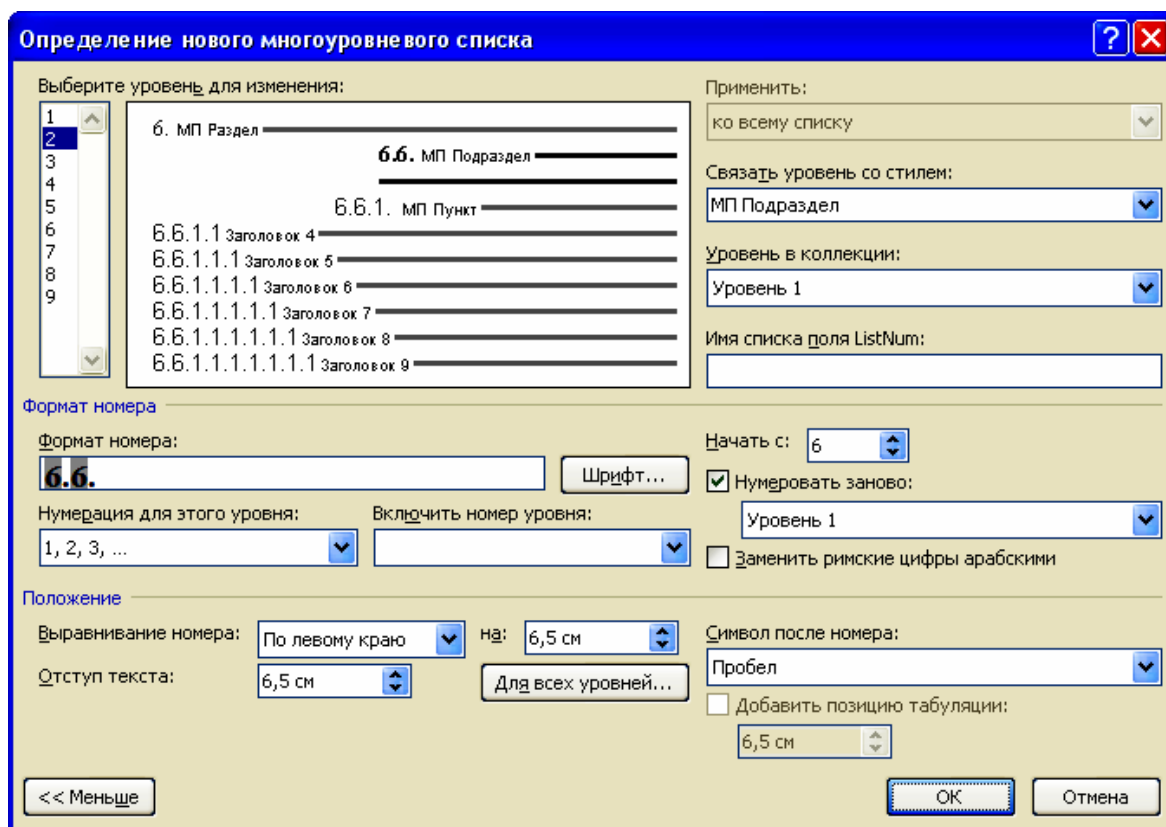 Определение нового многоуровневого списка
Выберите уровень для изменения:
1
2
3
4
5
6
7
8
9
6. МП Раздел
6.6. МП Подраздел
6.6.1. МП Пункт
6.6.1.1 Заголовок 4
6.6.1.1.1 Заголовок 5
6.6.1.1.1.1 Заголовок 6
6.6.1.1.1.1.1 Заголовок 7
6.6.1.1.1.1.1.1 Заголовок 8
6.6.1.1.1.1.1.1.1 Заголовок 9
Применить:
ко всему списку
Связать уровень со стилем:
МП Подраздел
Уровень в коллекции:
Уровень 1
Имя списка поля ListNum:
Формат номера
Формат номера:
6.6.
Шрифт...
Нумерация для этого уровня:
1, 2, 3, ...
Включить номер уровня:
Начать с:
6
Нумеровать заново:
Уровень 1
Заменить римские цифры арабскими
Положение
Выравнивание номера:
По левому краю
на:
6,5 см
Отступ текста:
6,5 см
Для всех уровней...
Символ после номера:
Пробел
Добавить позицию табуляции:
6,5 см
<< Меньше
ОК
Отмена